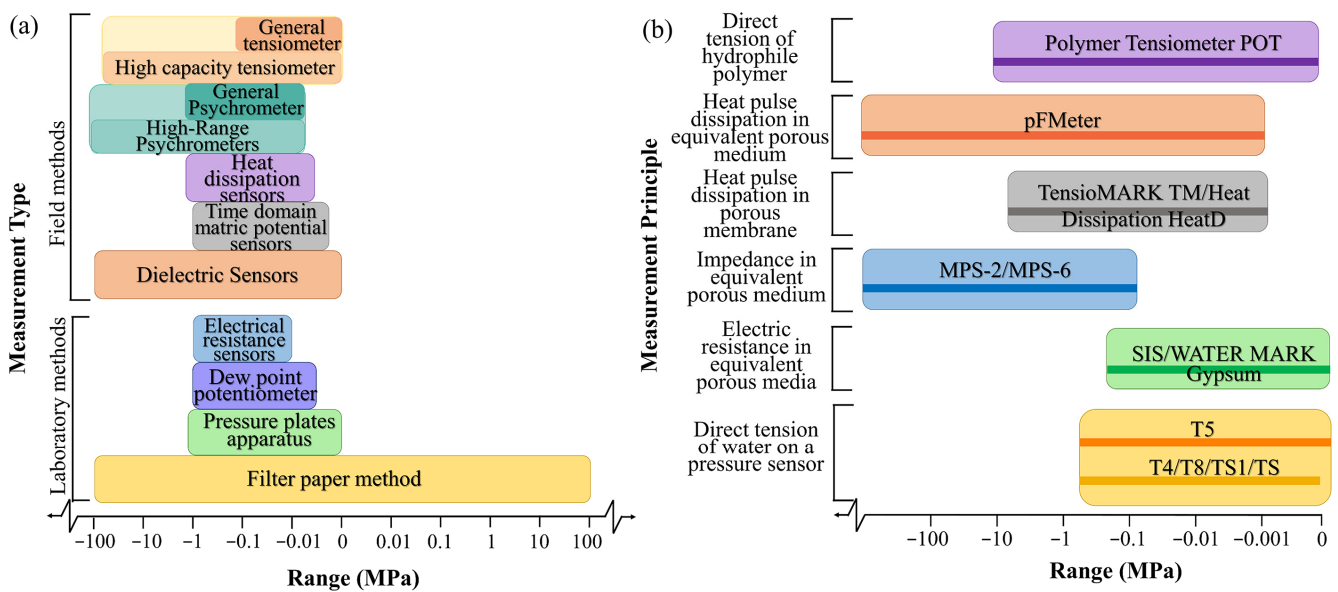 (a)
Measurement Type
Field methods
General
tensiometer
High capacity tensiometer
General
Psychrometer
High-Range
Psychrometers
Heat
dissipation
sensors
Time domain
matric potential
sensors
Dielectric Sensors
Laboratory methods
Electrical
resistance
sensors
Dew point
potentiometer
Pressure plates
apparatus
Filter paper method
−100 −10 −1 −0.1 −0.01 0 0.01 0.1 1 10 100
Range (MPa)
(b)
Measurement Principle
Direct
tension of
hydrophile
polymer
Polymer Tensiometer POT
Heat pulse
dissipation in
equivalent porous
medium
pFMeter
Heat pulse
dissipation in
porous
membrane
TensioMARK TM/Heat
Dissipation HeatD
Impedance in
equivalent
porous medium
MPS-2/MPS-6
Electric
resistance in
equivalent
porous media
SIS/WATER MARK
Gypsum
Direct tension
of water on a
pressure sensor
T5
T4/T8/TS1/TS
−100 −10 −1 −0.1 −0.01 −0.001 0
Range (MPa)